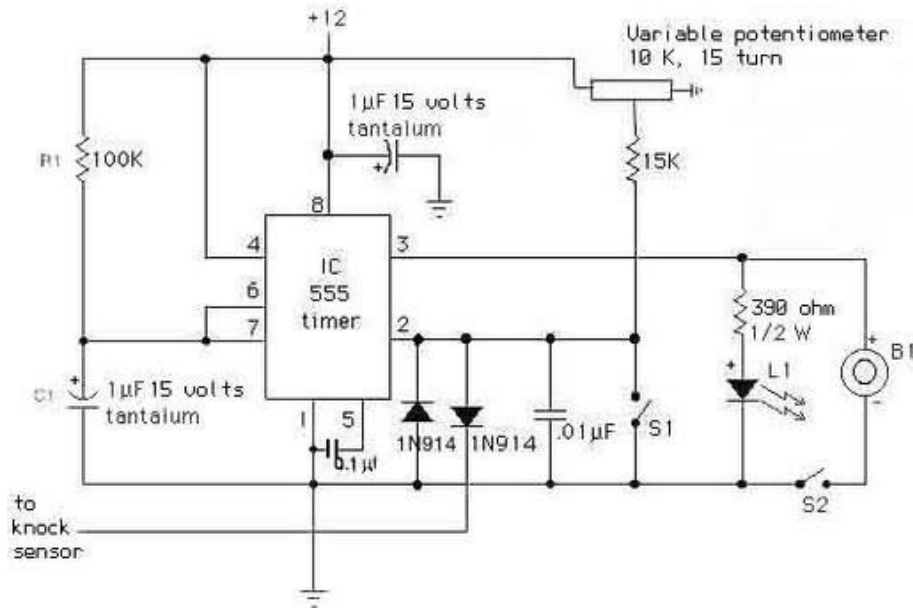 +12
Variable potentiometer
10 K, 15 turn
1µF 15 volts
tantalum
R1
100K
15K
8
4
3
IC
555
timer
6
7
2
390 ohm
1/2 W
B1
+
-
+
L1
+
C1
+
1µF 15 volts
tantalum
1
5
0.1µf
1N914
1N914
.01µF
S1
S2
to
knock
sensor